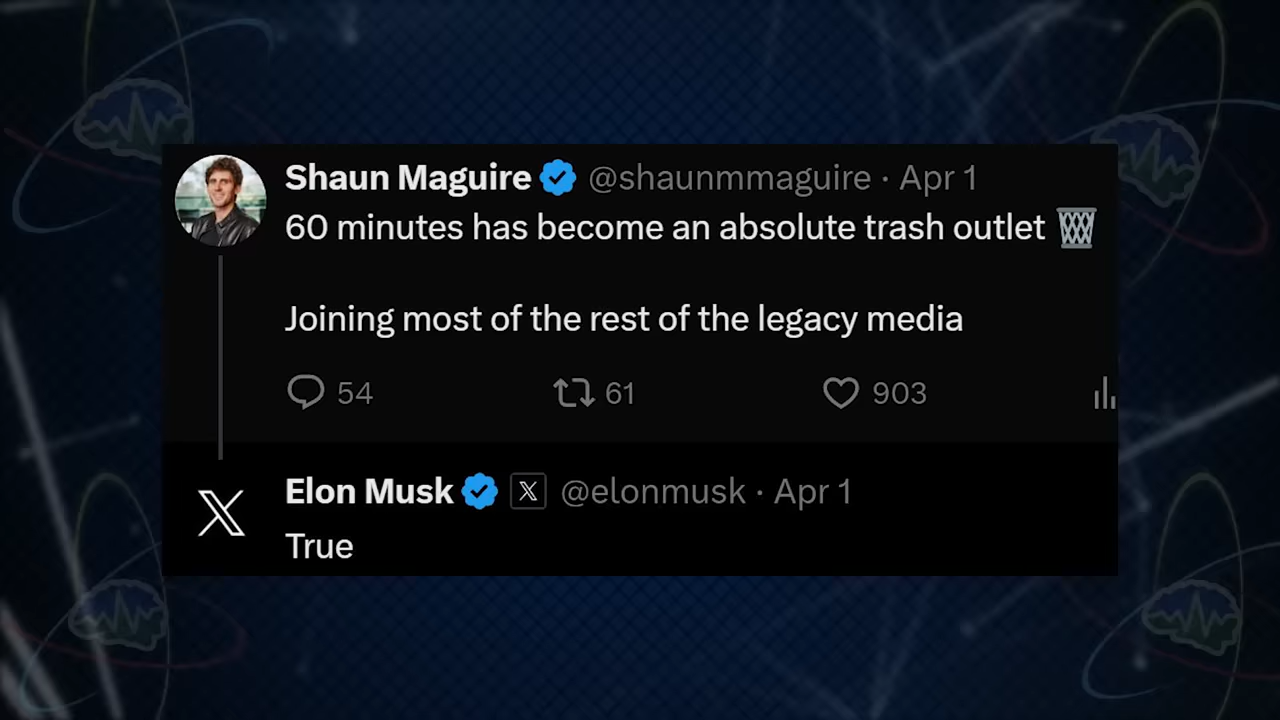 Shaun Maguire @shaunmmaguire · Apr 1
60 minutes has become an absolute trash outlet 🗑
Joining most of the rest of the legacy media
54 61 903
Elon Musk X @elonmusk · Apr 1
X
True